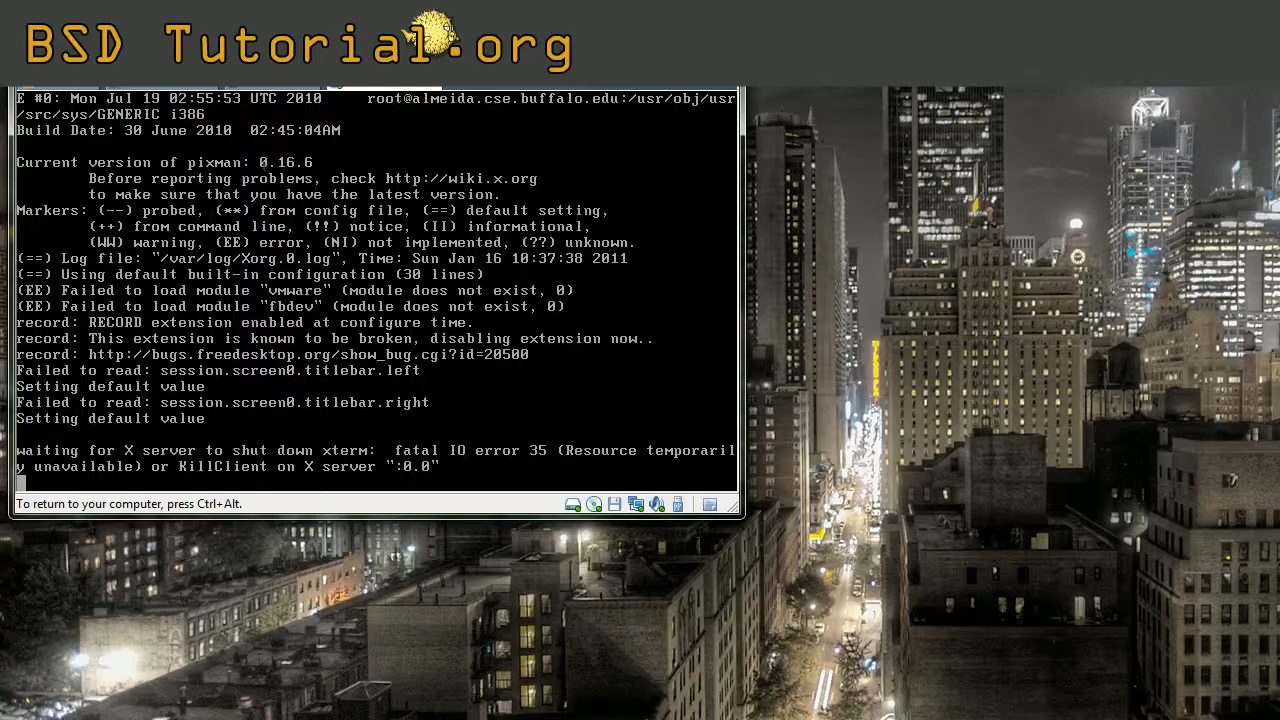 BSD Tutorial.org
E #0: Mon Jul 19 02:55:53 UTC 2010     root@almeida.cse.buffalo.edu:/usr/obj/usr
/src/sys/GENERIC i386
Build Date: 30 June 2010  02:45:04AM
Current version of pixman: 0.16.6
Before reporting problems, check http://wiki.x.org
to make sure that you have the latest version.
Markers: (--) probed, (**) from config file, (==) default setting,
(++) from command line, (!!) notice, (II) informational,
(WW) warning, (EE) error, (NI) not implemented, (??) unknown.
(==) Log file: "/var/log/Xorg.0.log", Time: Sun Jan 16 10:37:38 2011
(==) Using default built-in configuration (30 lines)
(EE) Failed to load module "vmware" (module does not exist, 0)
(EE) Failed to load module "fbdev" (module does not exist, 0)
record: RECORD extension enabled at configure time.
record: This extension is known to be broken, disabling extension now..
record: http://bugs.freedesktop.org/show_bug.cgi?id=20500
Failed to read: session.screen0.titlebar.left
Setting default value
Failed to read: session.screen0.titlebar.right
Setting default value
waiting for X server to shut down xterm:  fatal IO error 35 (Resource temporaril
y unavailable) or KillClient on X server ":0.0"
To return to your computer, press Ctrl+Alt.